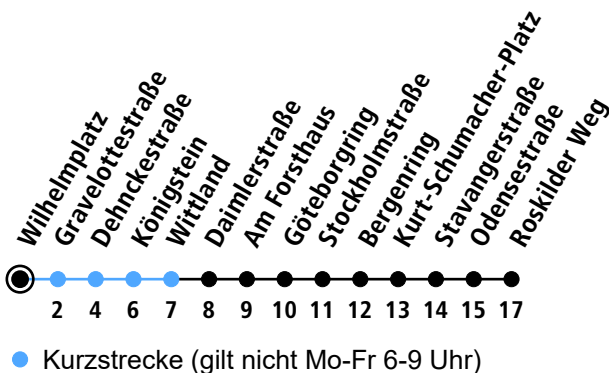 Wilhelmplatz
Gravelottestraße
Dehnckestraße
Königstein
Wittland
Daimlerstraße
Am Forsthaus
Göteborgring
Stockholmstraße
Bergenring
Kurt-Schumacher-Platz
Stavangerstraße
Odensestraße
Roskilder Weg
2 4 6 7 8 9 10 11 12 13 14 15 17
Kurzstrecke (gilt nicht Mo-Fr 6-9 Uhr)